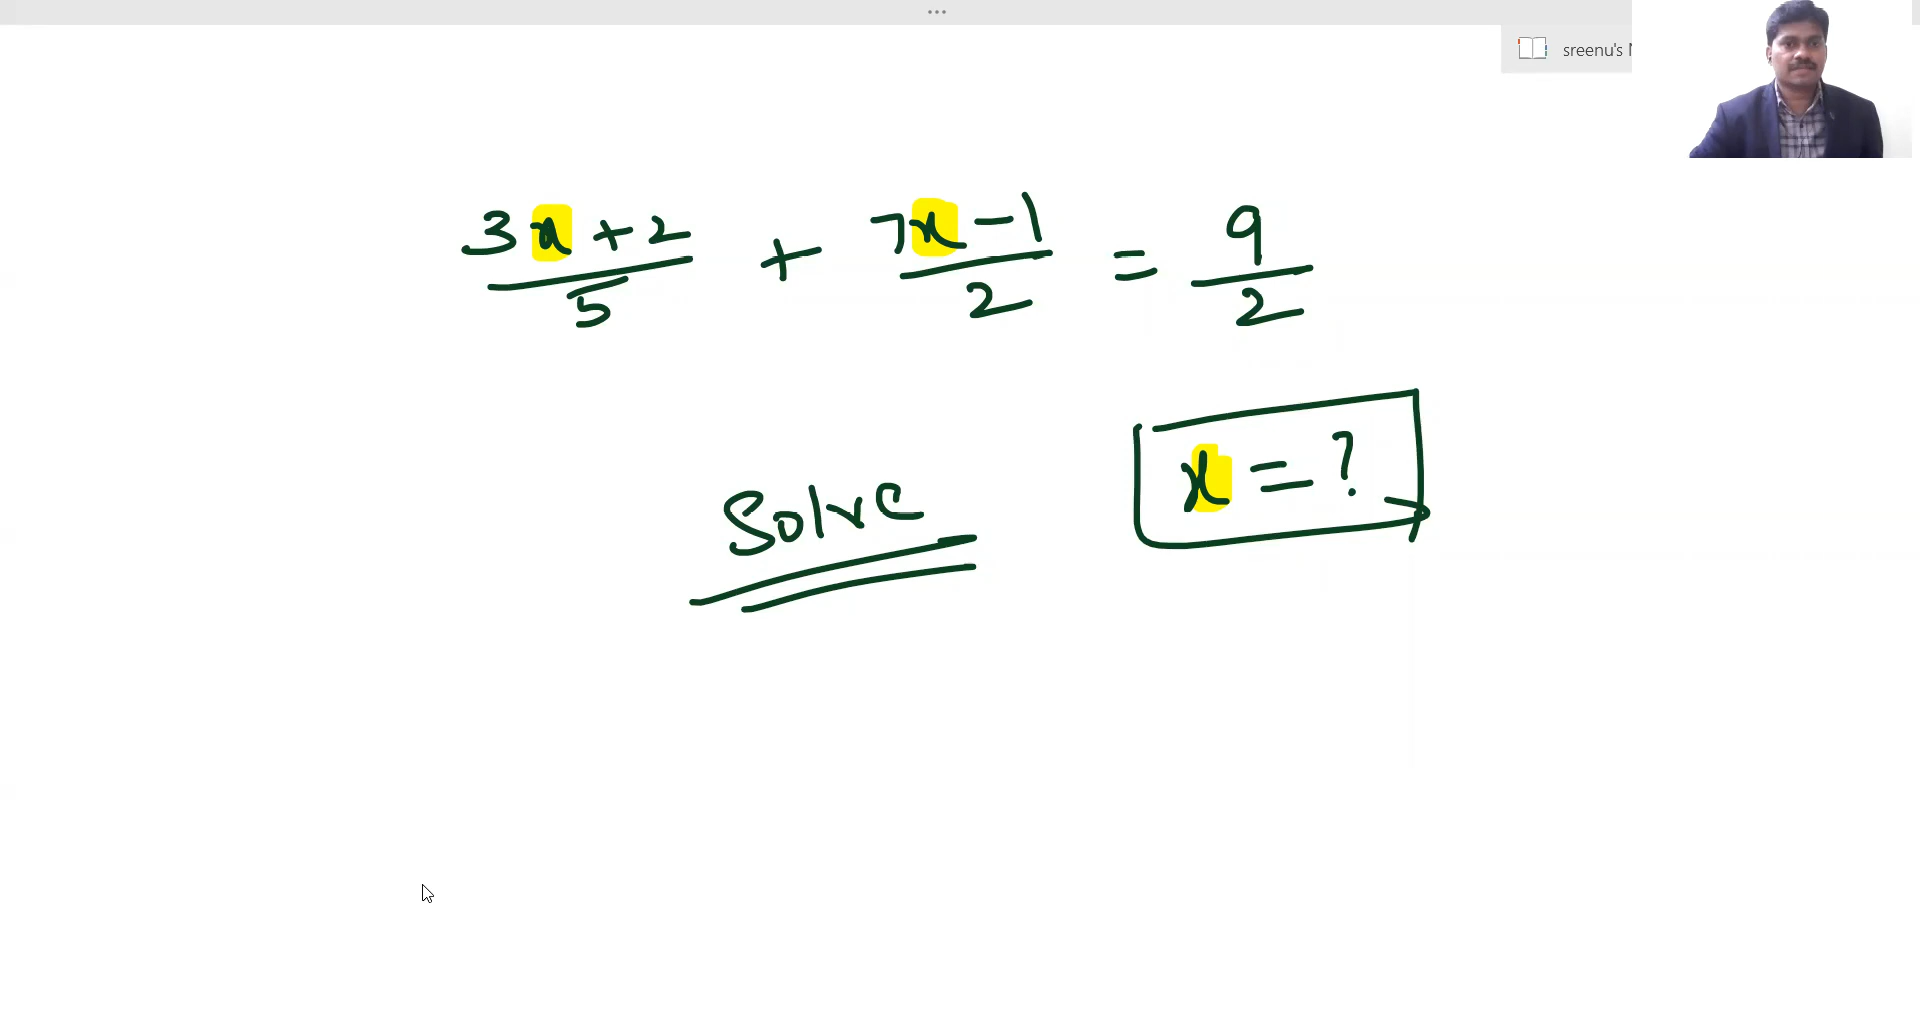 ...
sreenu's
3x+2/5 + 7x-1/2 = 9/2
x = ?
Solve